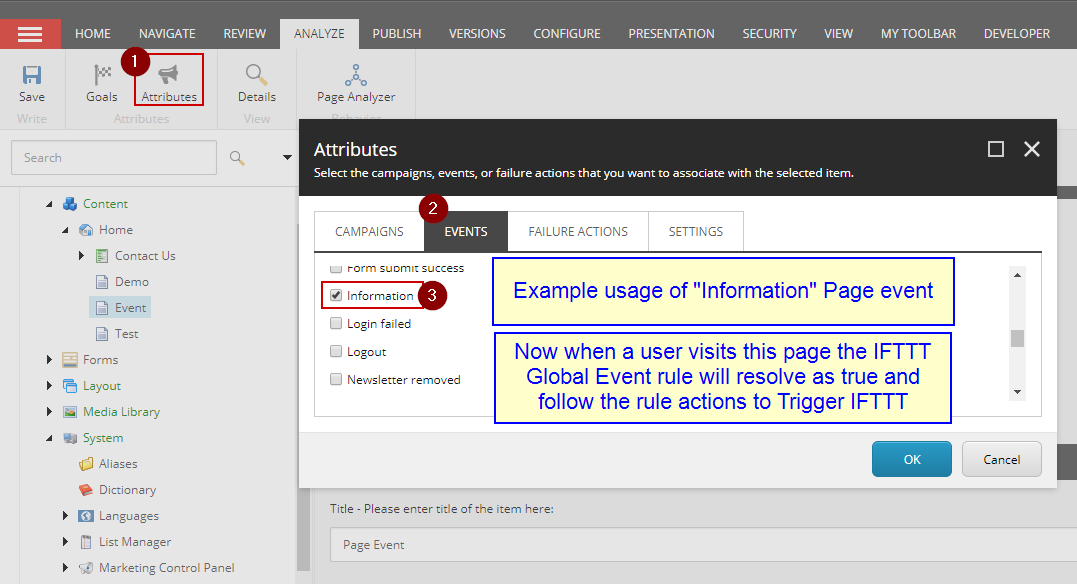 HOME NAVIGATE REVIEW ANALYZE PUBLISH VERSIONS CONFIGURE PRESENTATION SECURITY VIEW MY TOOLBAR DEVELOPER
1
Save Goals Attributes Details Page Analyzer
Write Attributes View Behavior
Search
Content
Home
Contact Us
Demo
Event
Test
Forms
Layout
Media Library
System
Aliases
Dictionary
Languages
List Manager
Marketing Control Panel
Attributes
Select the campaigns, events, or failure actions that you want to associate with the selected item.
2
CAMPAIGNS EVENTS FAILURE ACTIONS SETTINGS
Form submit success
Information 3
Login failed
Logout
Newsletter removed
Example usage of "Information" Page event
Now when a user visits this page the IFTTT
Global Event rule will resolve as true and
follow the rule actions to Trigger IFTTT
OK Cancel
Title - Please enter title of the item here:
Page Event